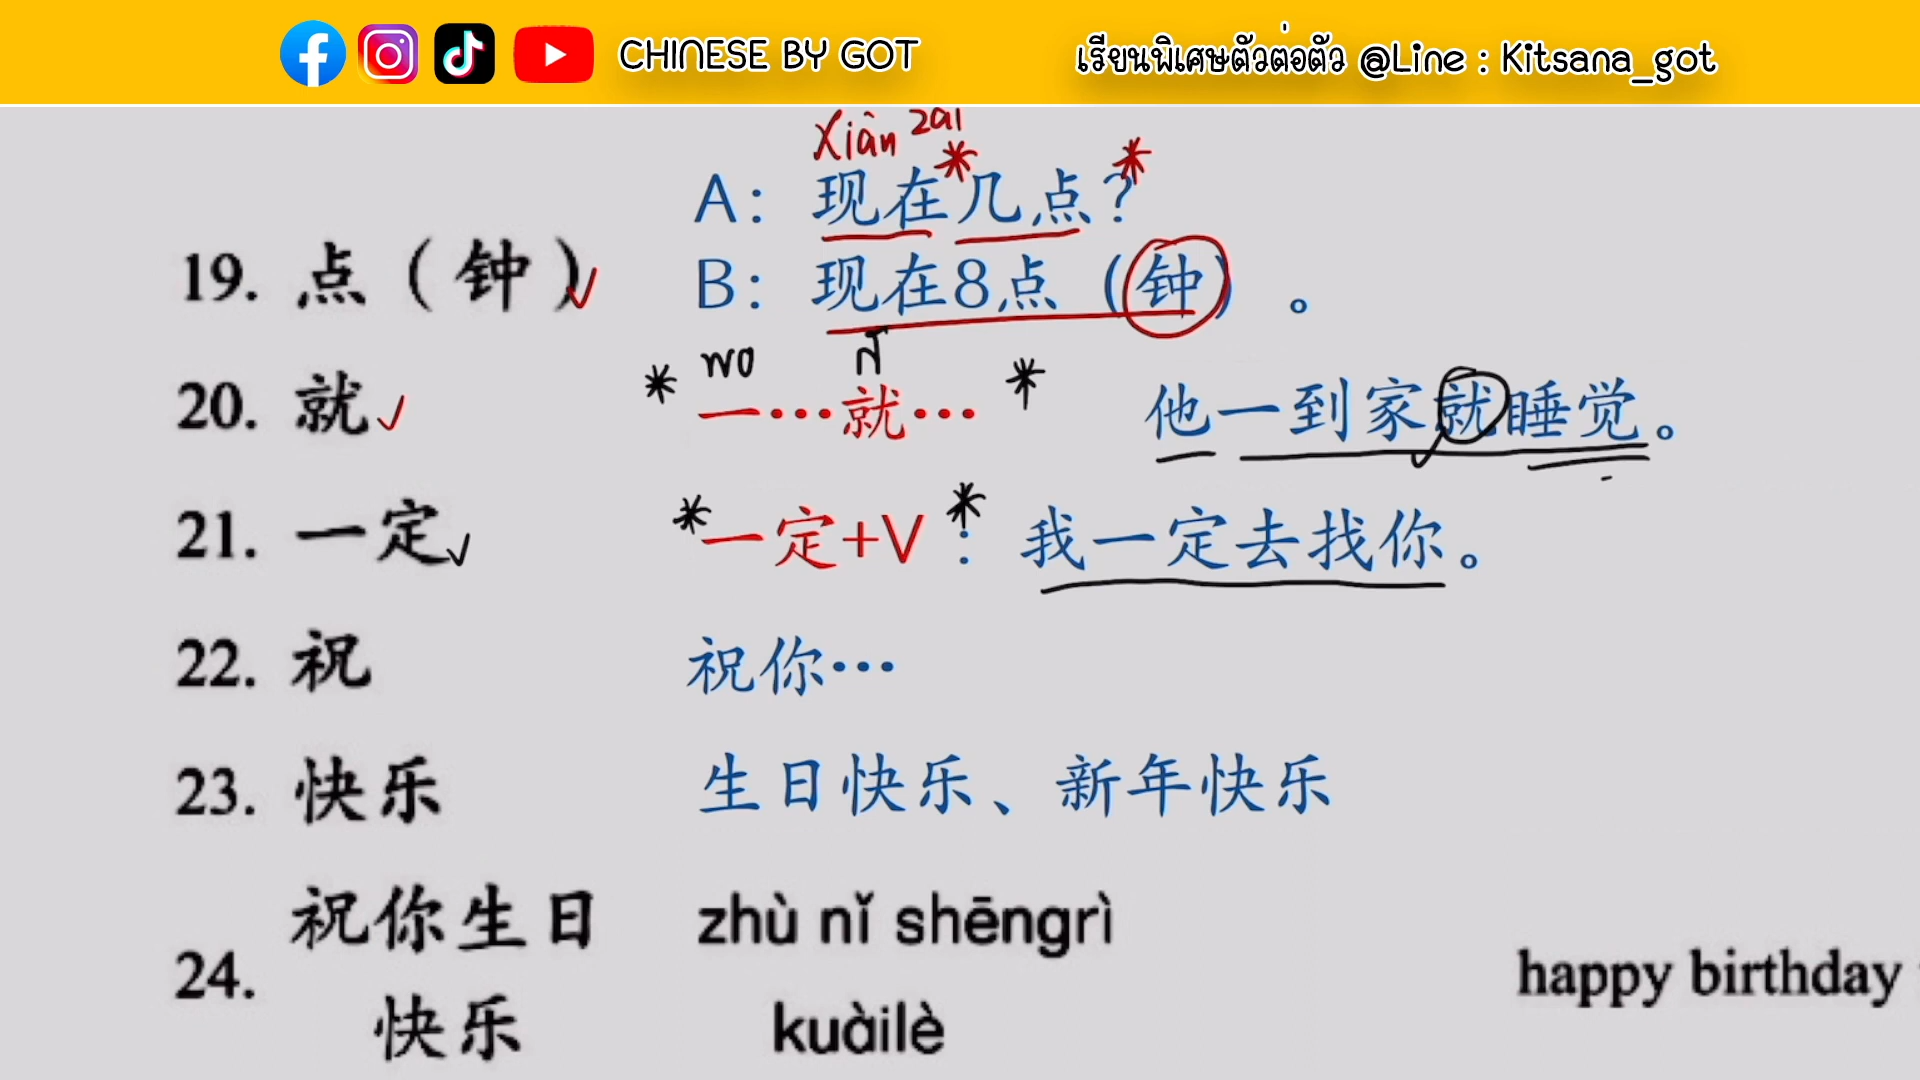 CHINESE BY GOT
เรียนพิเศษตัวต่อตัว @Line : Kitsana_got
Xiàn zai
A: 现在几点？
19. 点（钟）
B: 现在8点（钟）。
พอ ก็
20. 就 一…就… 他一到家就睡觉。
21. 一定 一定+V : 我一定去找你。
22. 祝 祝你…
23. 快乐 生日快乐、新年快乐
24. 祝你生日 zhù nǐ shēngrì
快乐 kuàilè
happy birthday